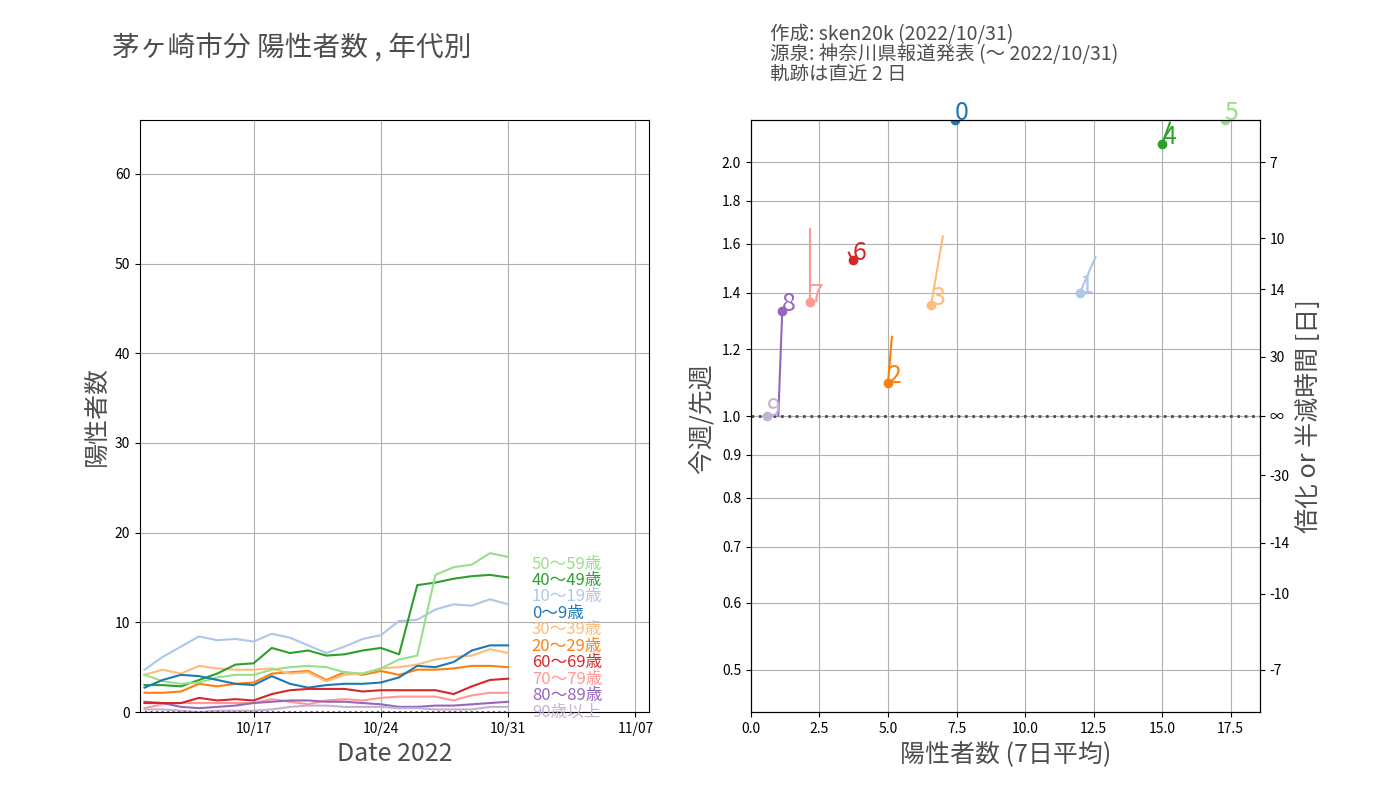 茅ヶ崎市分 陽性者数 , 年代別
作成: sken20k (2022/10/31)
源泉: 神奈川県報道発表 (～ 2022/10/31)
軌跡は直近 2 日
陽性者数
60
50
40
30
20
10
0
10/17
10/24
10/31
11/07
Date 2022
50～59歳
40～49歳
10～19歳
0～9歳
30～39歳
20～29歳
60～69歳
70～79歳
80～89歳
90歳以上
今週/先週
2.0
1.8
1.6
1.4
1.2
1.0
0.9
0.8
0.7
0.6
0.5
0
5
4
6
1
7
8
3
2
9
0.0
2.5
5.0
7.5
10.0
12.5
15.0
17.5
陽性者数 (7日平均)
7
10
14
30
∞
-30
-14
-10
-7
倍化 or 半減時間 [日]